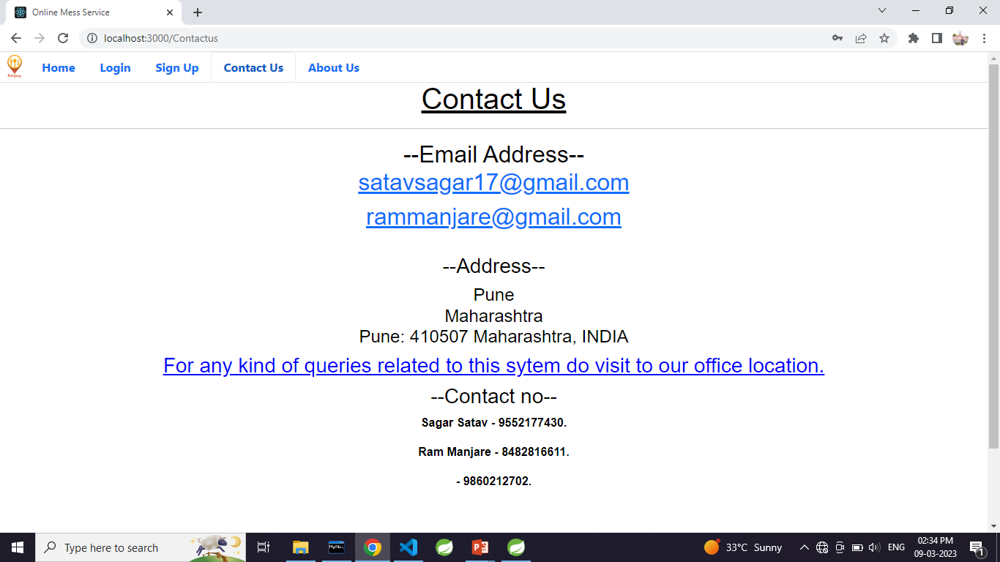 Online Mess Service
localhost:3000/Contactus
Home Login Sign Up Contact Us About Us
Contact Us
--Email Address--
satavsagar17@gmail.com
rammanjare@gmail.com
--Address--
Pune
Maharashtra
Pune: 410507 Maharashtra, INDIA
For any kind of queries related to this sytem do visit to our office location.
--Contact no--
Sagar Satav - 9552177430.
Ram Manjare - 8482816611.
- 9860212702.
Type here to search
MySQL
33°C Sunny
ENG
02:34 PM
09-03-2023
1